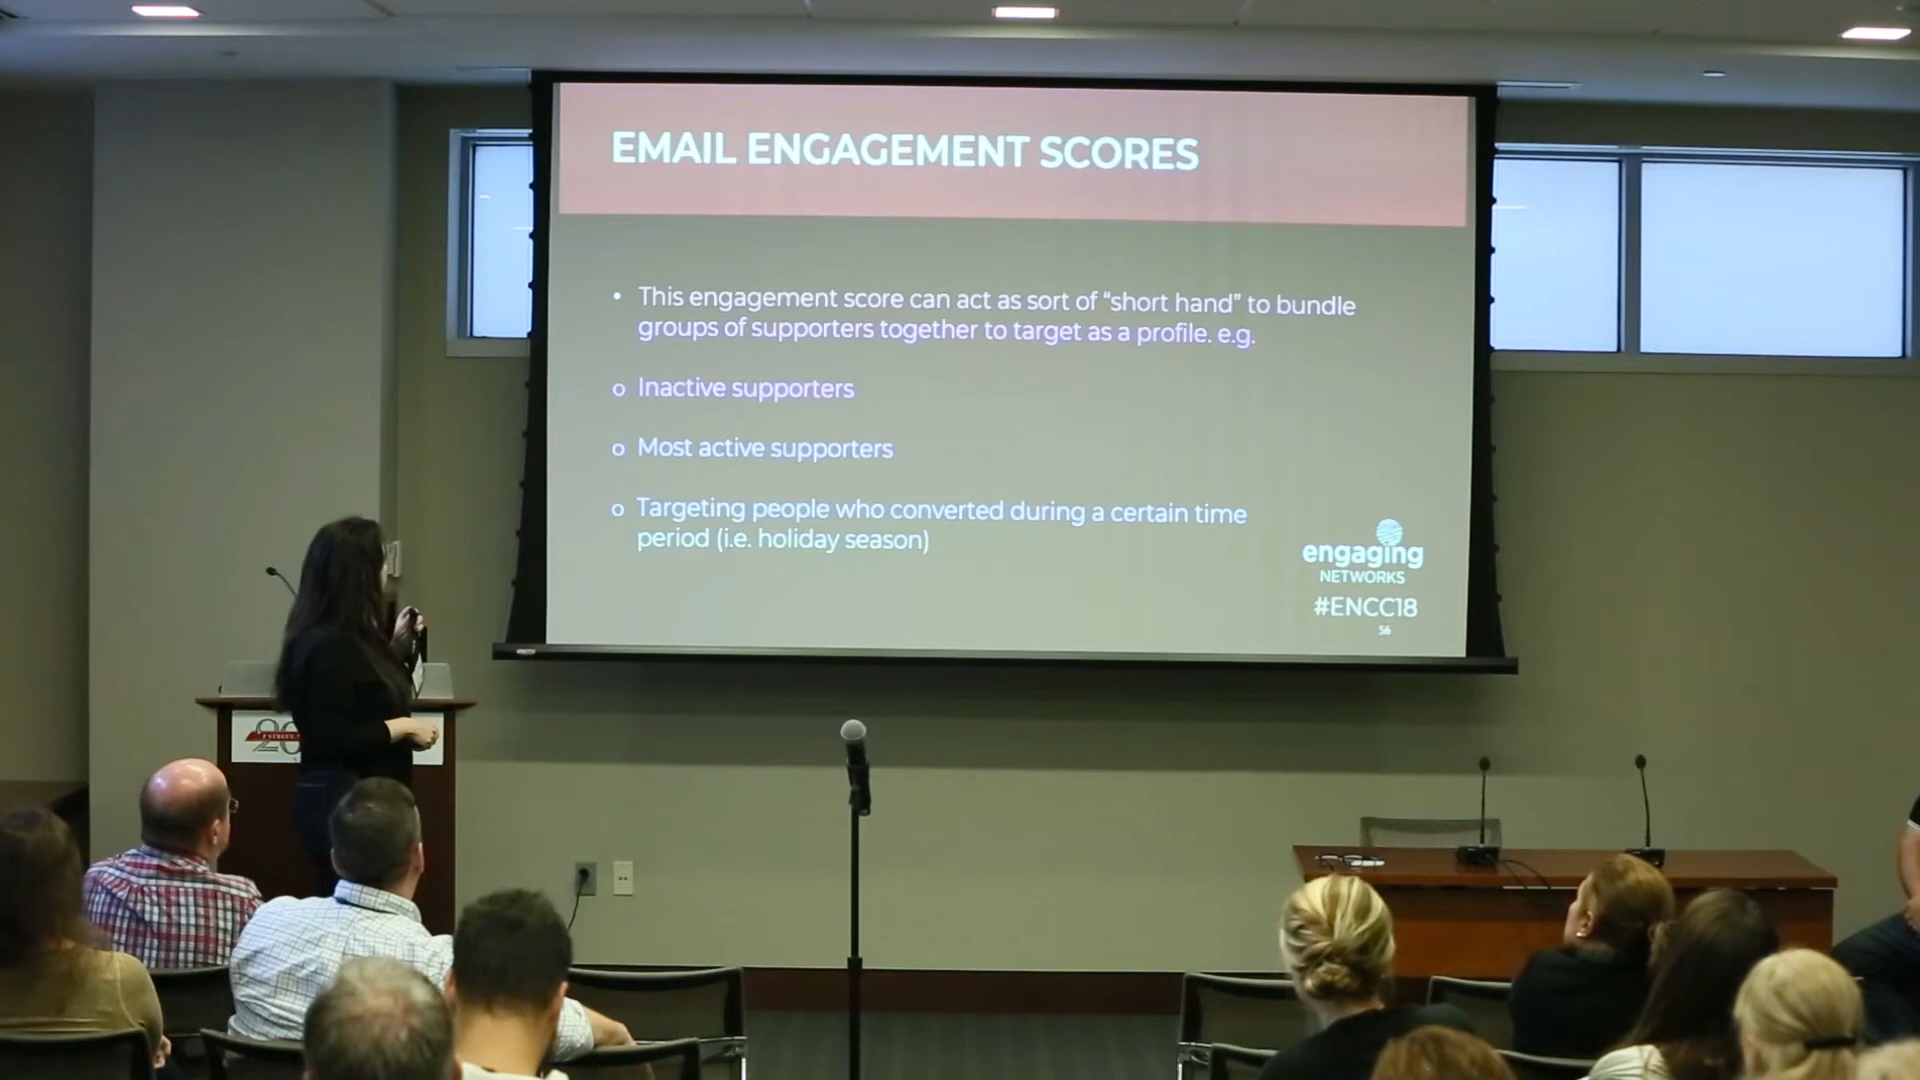 EMAIL ENGAGEMENT SCORES
• This engagement score can act as sort of “short hand” to bundle
groups of supporters together to target as a profile. e.g.
o Inactive supporters
o Most active supporters
o Targeting people who converted during a certain time
period (i.e. holiday season)
engaging
NETWORKS
#ENCC18
56
20